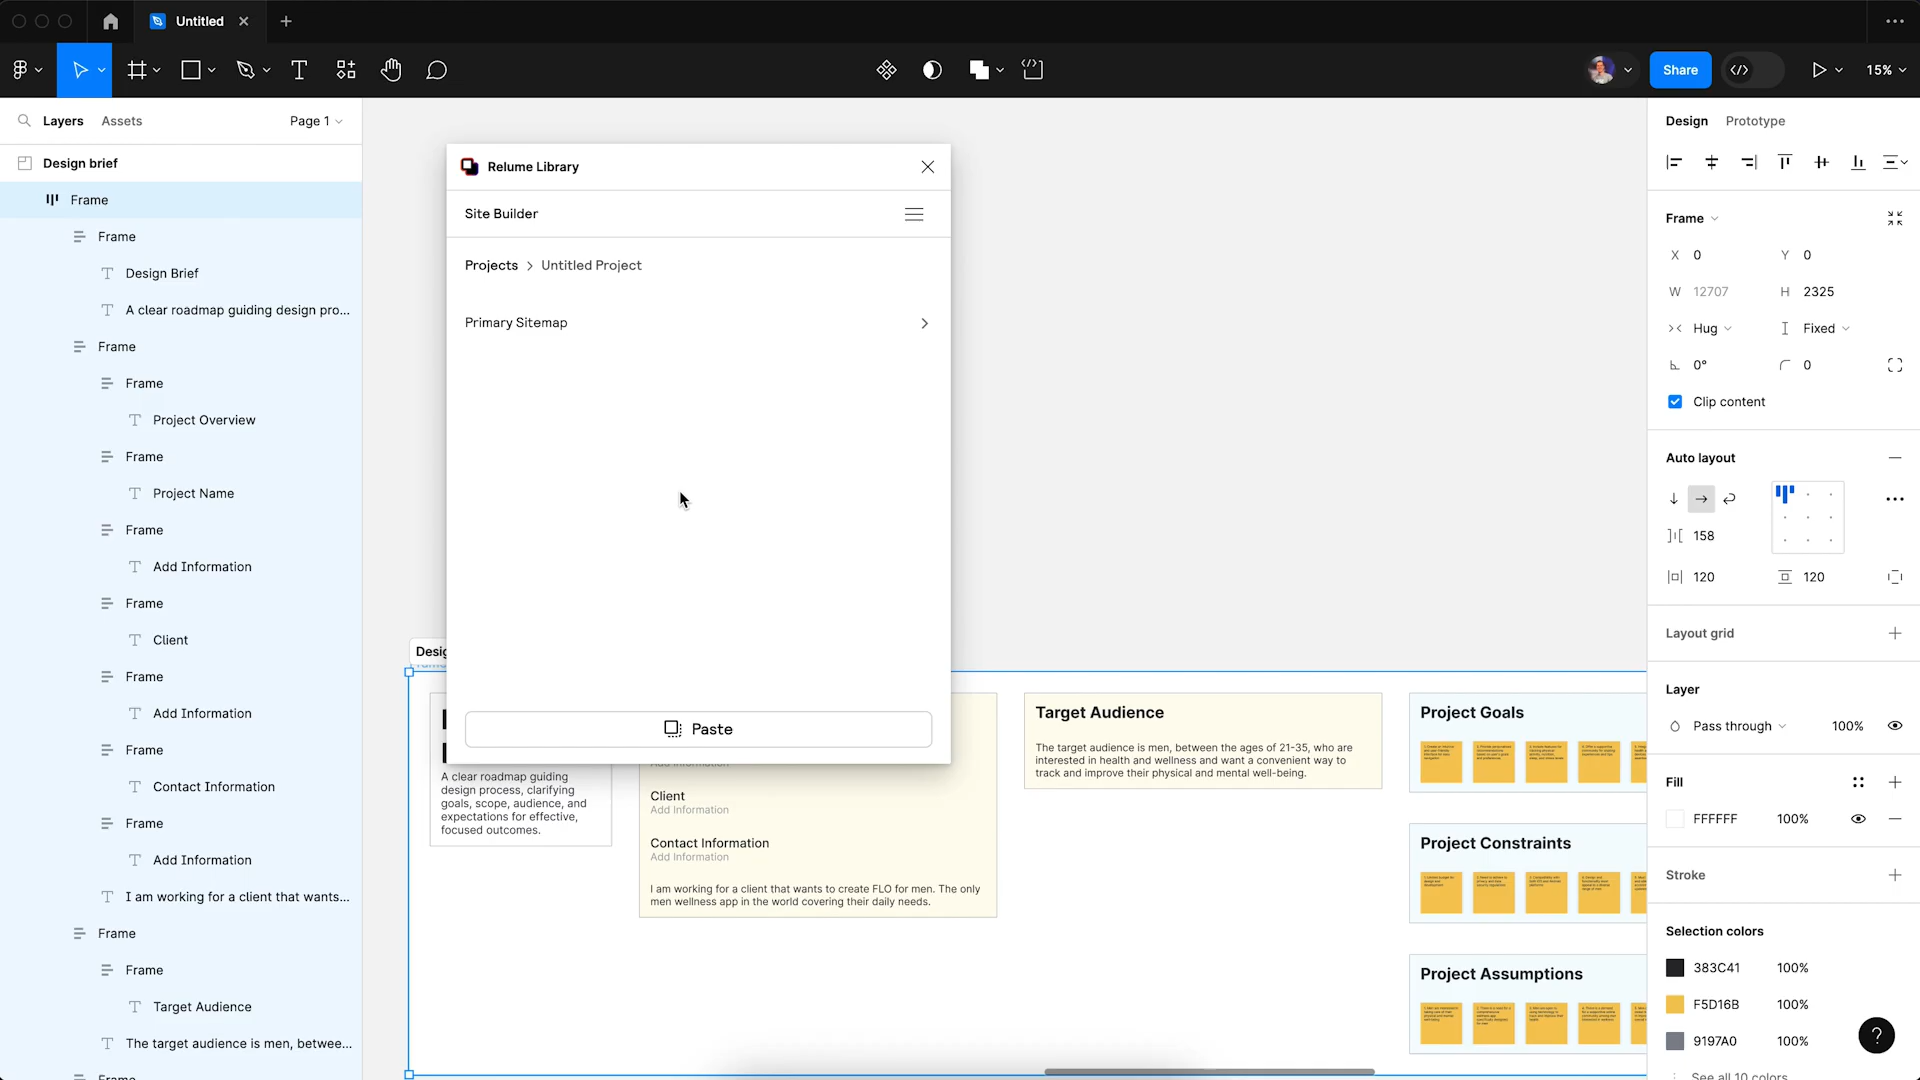 Untitled
Share
15%
Layers
Assets
Page 1
Design brief
Frame
Frame
Design Brief
A clear roadmap guiding design pro...
Frame
Frame
Project Overview
Frame
Project Name
Frame
Add Information
Frame
Client
Frame
Add Information
Frame
Contact Information
Frame
Add Information
I am working for a client that wants...
Frame
Frame
Target Audience
The target audience is men, betwee...
Frame
Relume Library
Site Builder
Projects > Untitled Project
Primary Sitemap
Paste
Desig
A clear roadmap guiding
design process, clarifying
goals, scope, audience, and
expectations for effective,
focused outcomes.
Add Information
Client
Add Information
Contact Information
Add Information
I am working for a client that wants to create FLO for men. The only
men wellness app in the world covering their daily needs.
Target Audience
The target audience is men, between the ages of 21-35, who are
interested in health and wellness and want a convenient way to
track and improve their physical and mental well-being.
Project Goals
Project Constraints
Project Assumptions
Design
Prototype
Frame
X 0
Y 0
W 12707
H 2325
Hug
Fixed
0°
0
Clip content
Auto layout
158
120
120
Layout grid
Layer
Pass through
100%
Fill
FFFFFF
100%
Stroke
Selection colors
383C41
100%
F5D16B
100%
9197A0
100%
See all 10 colors
?